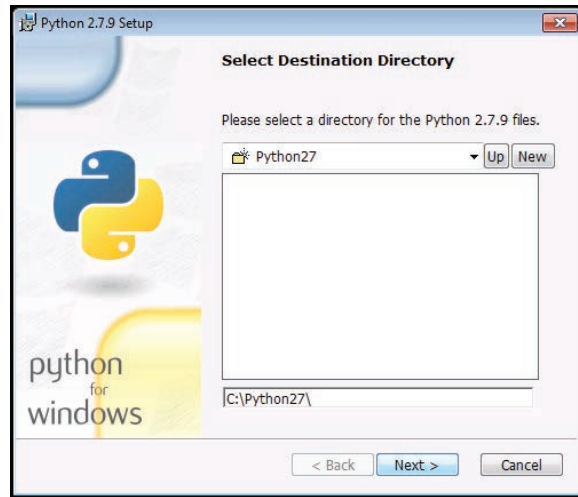 Python 2.7.9 Setup
Select Destination Directory
Please select a directory for the Python 2.7.9 files.
Python27
Up
New
python
for
windows
C:\Python27\
< Back
Next >
Cancel